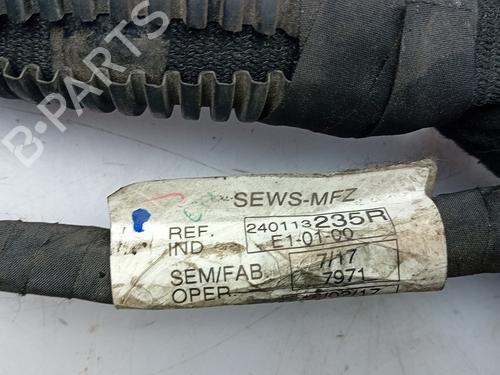 B-PARTS
SEWS-MFZ
REF. 240113235R
IND E1-01-00
SEM/FAB 7/17
OPER. 7971